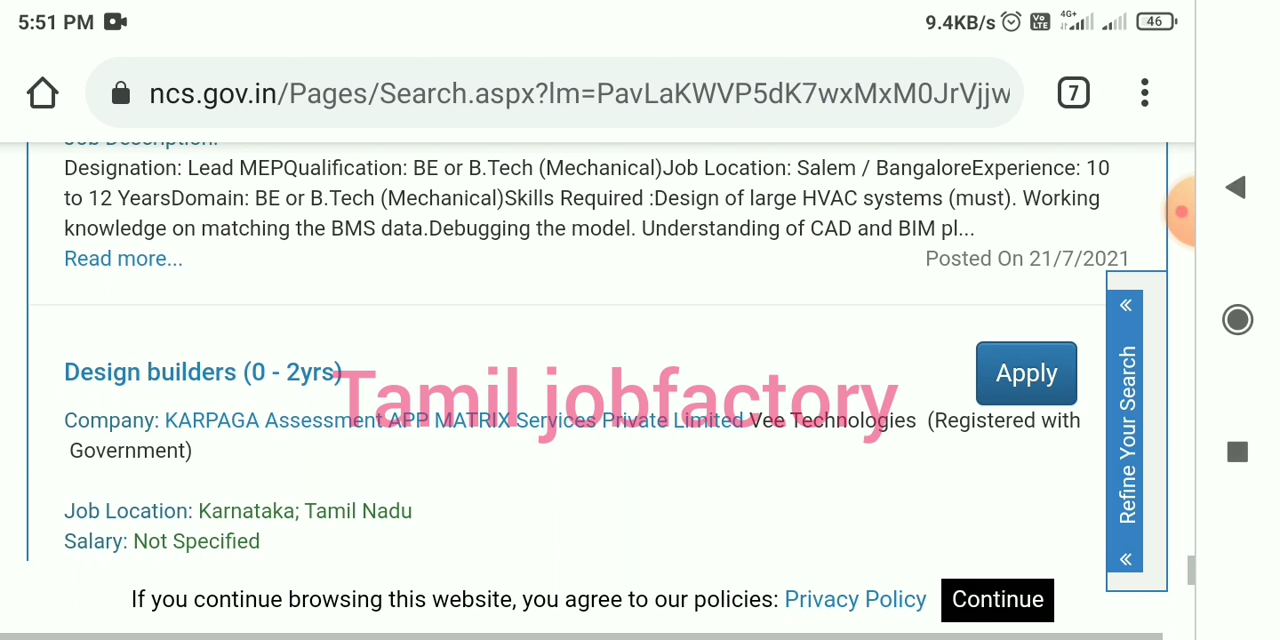 5:51 PM
9.4KB/s Vo LTE 4G+ 46
ncs.gov.in/Pages/Search.aspx?lm=PavLaKWVP5dK7wxMxM0JrVjjw
7
Designation: Lead MEPQualification: BE or B.Tech (Mechanical)Job Location: Salem / BangaloreExperience: 10
to 12 YearsDomain: BE or B.Tech (Mechanical)Skills Required :Design of large HVAC systems (must). Working
knowledge on matching the BMS data.Debugging the model. Understanding of CAD and BIM pl...
Read more...
Posted On 21/7/2021
Design builders (0 - 2yrs)
Apply
Tamil jobfactory
Company: KARPAGA Assessment APP MATRIX Services Private Limited Vee Technologies (Registered with
Government)
Job Location: Karnataka; Tamil Nadu
Salary: Not Specified
« Refine Your Search «
If you continue browsing this website, you agree to our policies: Privacy Policy Continue